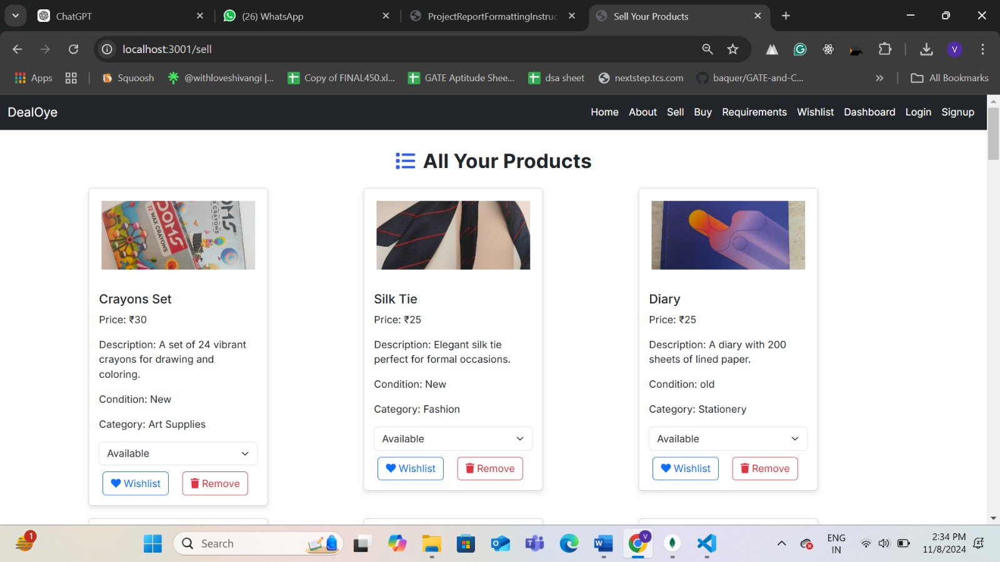 ChatGPT
(26) WhatsApp
ProjectReportFormattingInstruc
Sell Your Products
localhost:3001/sell
V
Apps
Squoosh
@withloveshivangi |...
Copy of FINAL450.xl...
GATE Aptitude Shee...
dsa sheet
nextstep.tcs.com
baquer/GATE-and-C...
»
All Bookmarks
DealOye
Home About Sell Buy Requirements Wishlist Dashboard Login Signup
All Your Products
DOMS
12 WAX CRAYONS
Crayons Set
Price: ₹30
Description: A set of 24 vibrant
crayons for drawing and
coloring.
Condition: New
Category: Art Supplies
Available
Wishlist
Remove
Silk Tie
Price: ₹25
Description: Elegant silk tie
perfect for formal occasions.
Condition: New
Category: Fashion
Available
Wishlist
Remove
Diary
Price: ₹25
Description: A diary with 200
sheets of lined paper.
Condition: old
Category: Stationery
Available
Wishlist
Remove
1
Search
V
ENG
IN
2:34 PM
11/8/2024